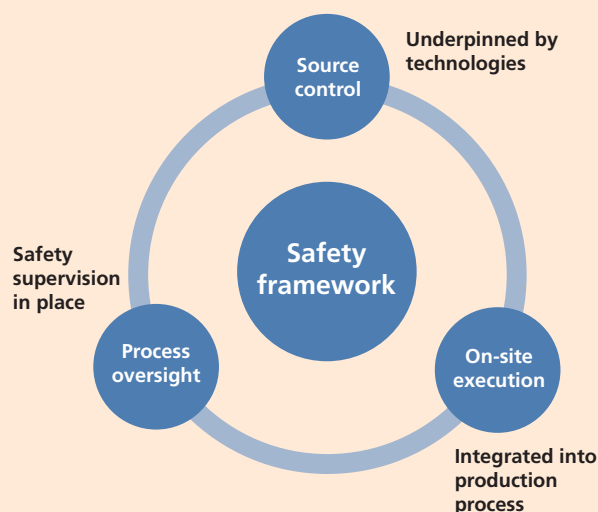 Source
control
Underpinned by
technologies
Safety
framework
Safety
supervision
in place
Process
oversight
On-site
execution
Integrated into
production
process